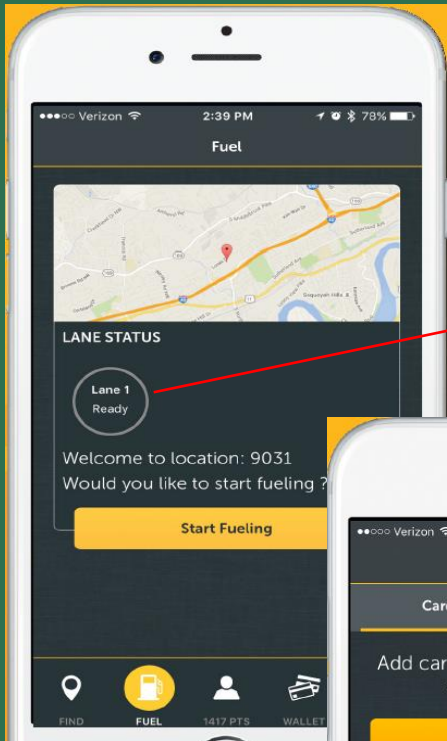 Verizon 2:39 PM 78%
Fuel
LANE STATUS
Lane 1
Ready
Welcome to location: 9031
Would you like to start fueling ?
Start Fueling
FIND FUEL 1417 PTS WALLET
Verizon
Add